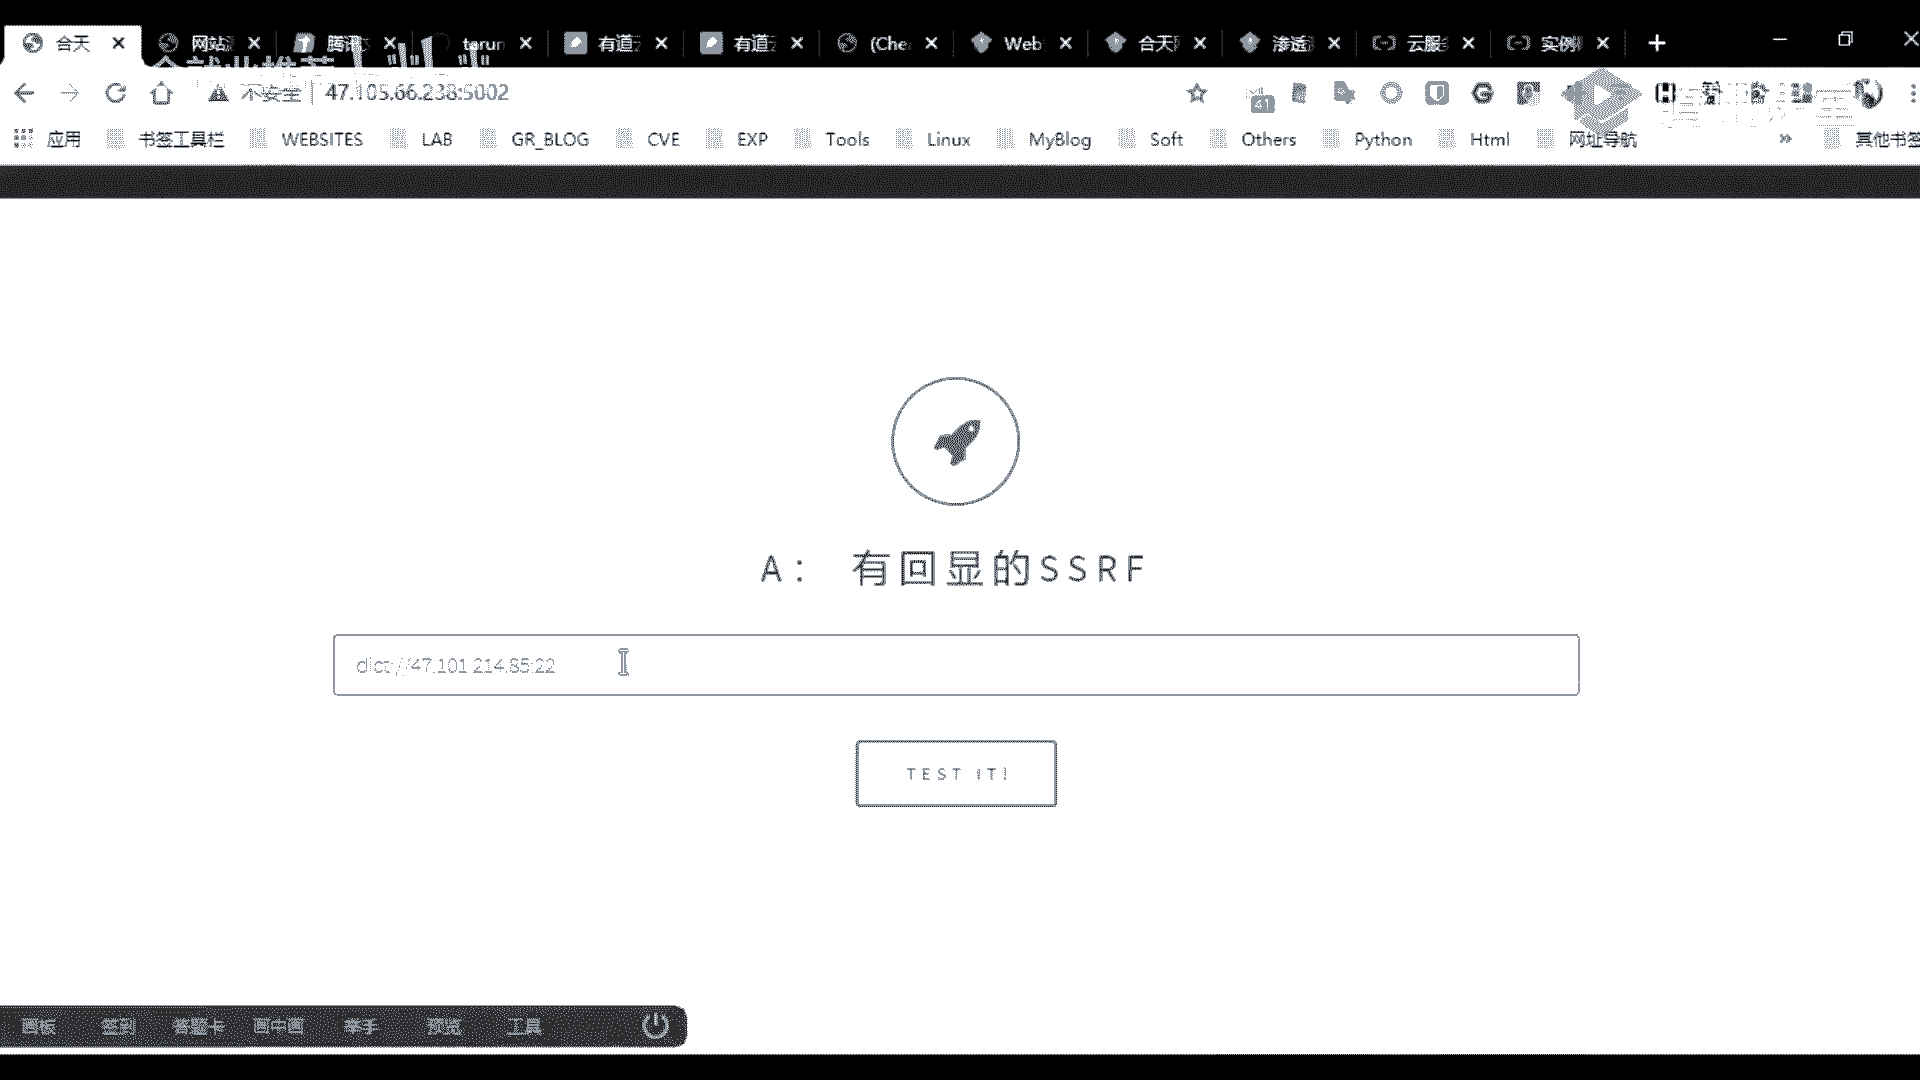 合天 网站 腾讯 tarun 有道 有道 (Che Web 合天 渗透 云服 实例
不安全 47.105.66.238:5002 41
应用 书签工具栏 WEBSITES LAB GR_BLOG CVE EXP Tools Linux MyBlog Soft Others Python Html 网址导航 » 其他书签
A： 有回显的SSRF
dict://47.101.214.85:22
TEST IT!
画板 签到 答题卡 画中画 举手 预览 工具